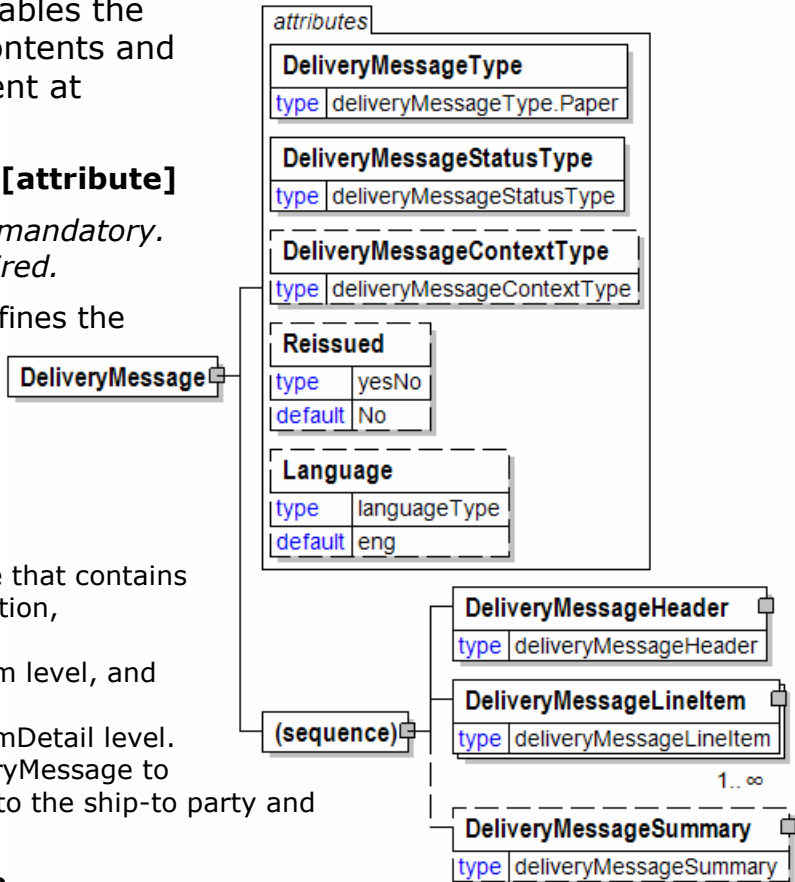 ables the
ontents and
ent at
[attribute]
mandatory.
ired.
fines the
e that contains
tion,
m level, and
mDetail level.
ryMessage to
to the ship-to party and
attributes
DeliveryMessageType
type deliveryMessageType.Paper
DeliveryMessageStatusType
type deliveryMessageStatusType
DeliveryMessageContextType
type deliveryMessageContextType
Reissued
type yesNo
default No
Language
type languageType
default eng
DeliveryMessage
DeliveryMessageHeader
type deliveryMessageHeader
(sequence)
DeliveryMessageLineItem
type deliveryMessageLineItem
1..∞
DeliveryMessageSummary
type deliveryMessageSummary